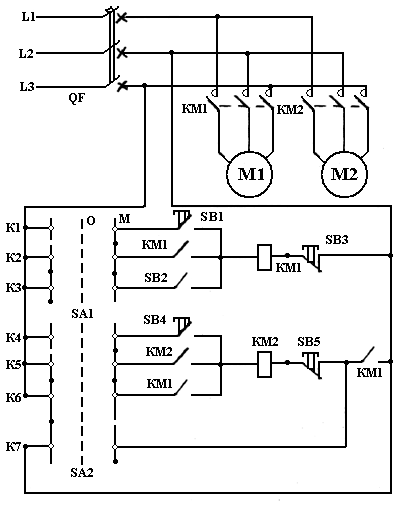 L1
L2
L3
QF
KM1
KM2
M1
M2
O
M
K1
SB1
K2
KM1
SB3
K3
SB2
KM1
SA1
SB4
K4
KM2
KM2
SB5
K5
KM1
KM1
K6
K7
SA2